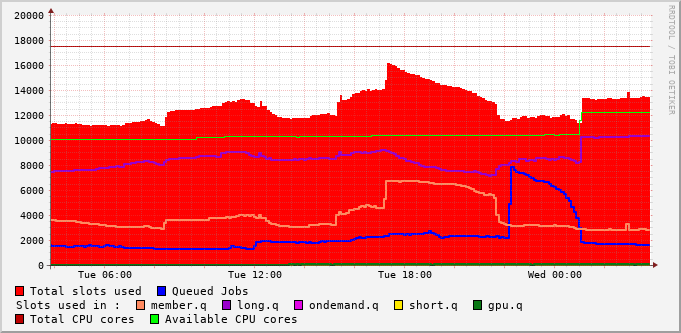 20000
18000
16000
14000
12000
10000
8000
6000
4000
2000
0
Tue 06:00 Tue 12:00 Tue 18:00 Wed 00:00
RRDTOOL / TOBI OETIKER
Total slots used Queued Jobs
Slots used in : member.q long.q ondemand.q short.q gpu.q
Total CPU cores Available CPU cores